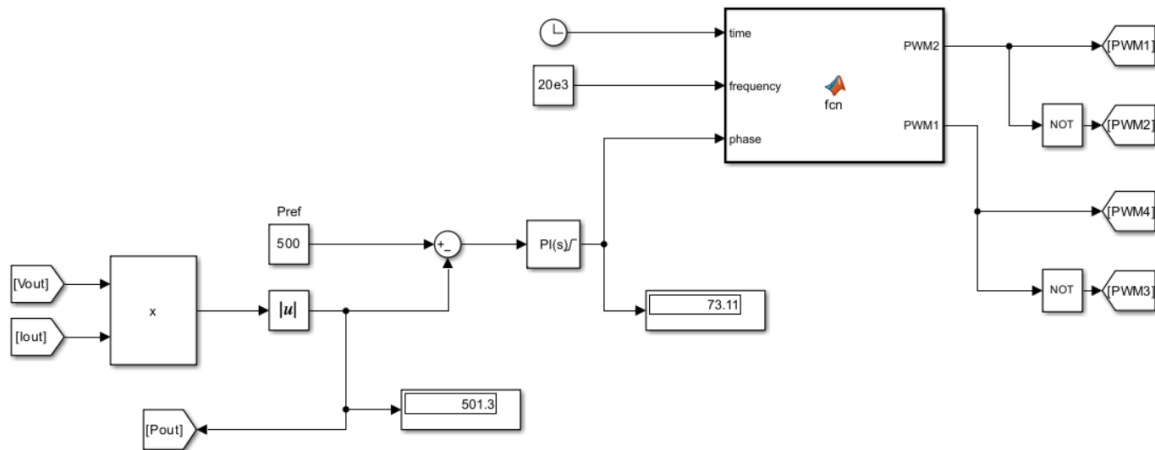 time
PWM2
[PWM1]
20e3
frequency
fcn
NOT
[PWM2]
phase
PWM1
[PWM4]
Pref
500
+
-
PI(s)
NOT
[PWM3]
[Vout]
x
|u|
73.11
[Iout]
501.3
[Pout]